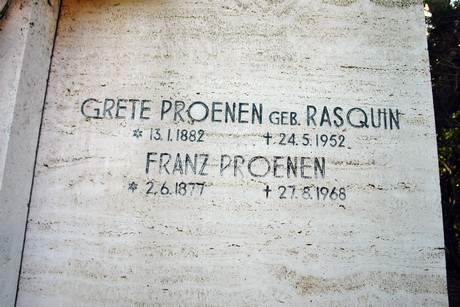 GRETE PROENEN GEB. RASQUIN
* 13.1.1882 † 24.5.1952
FRANZ PROENEN
* 2.6.1877 † 27.8.1968